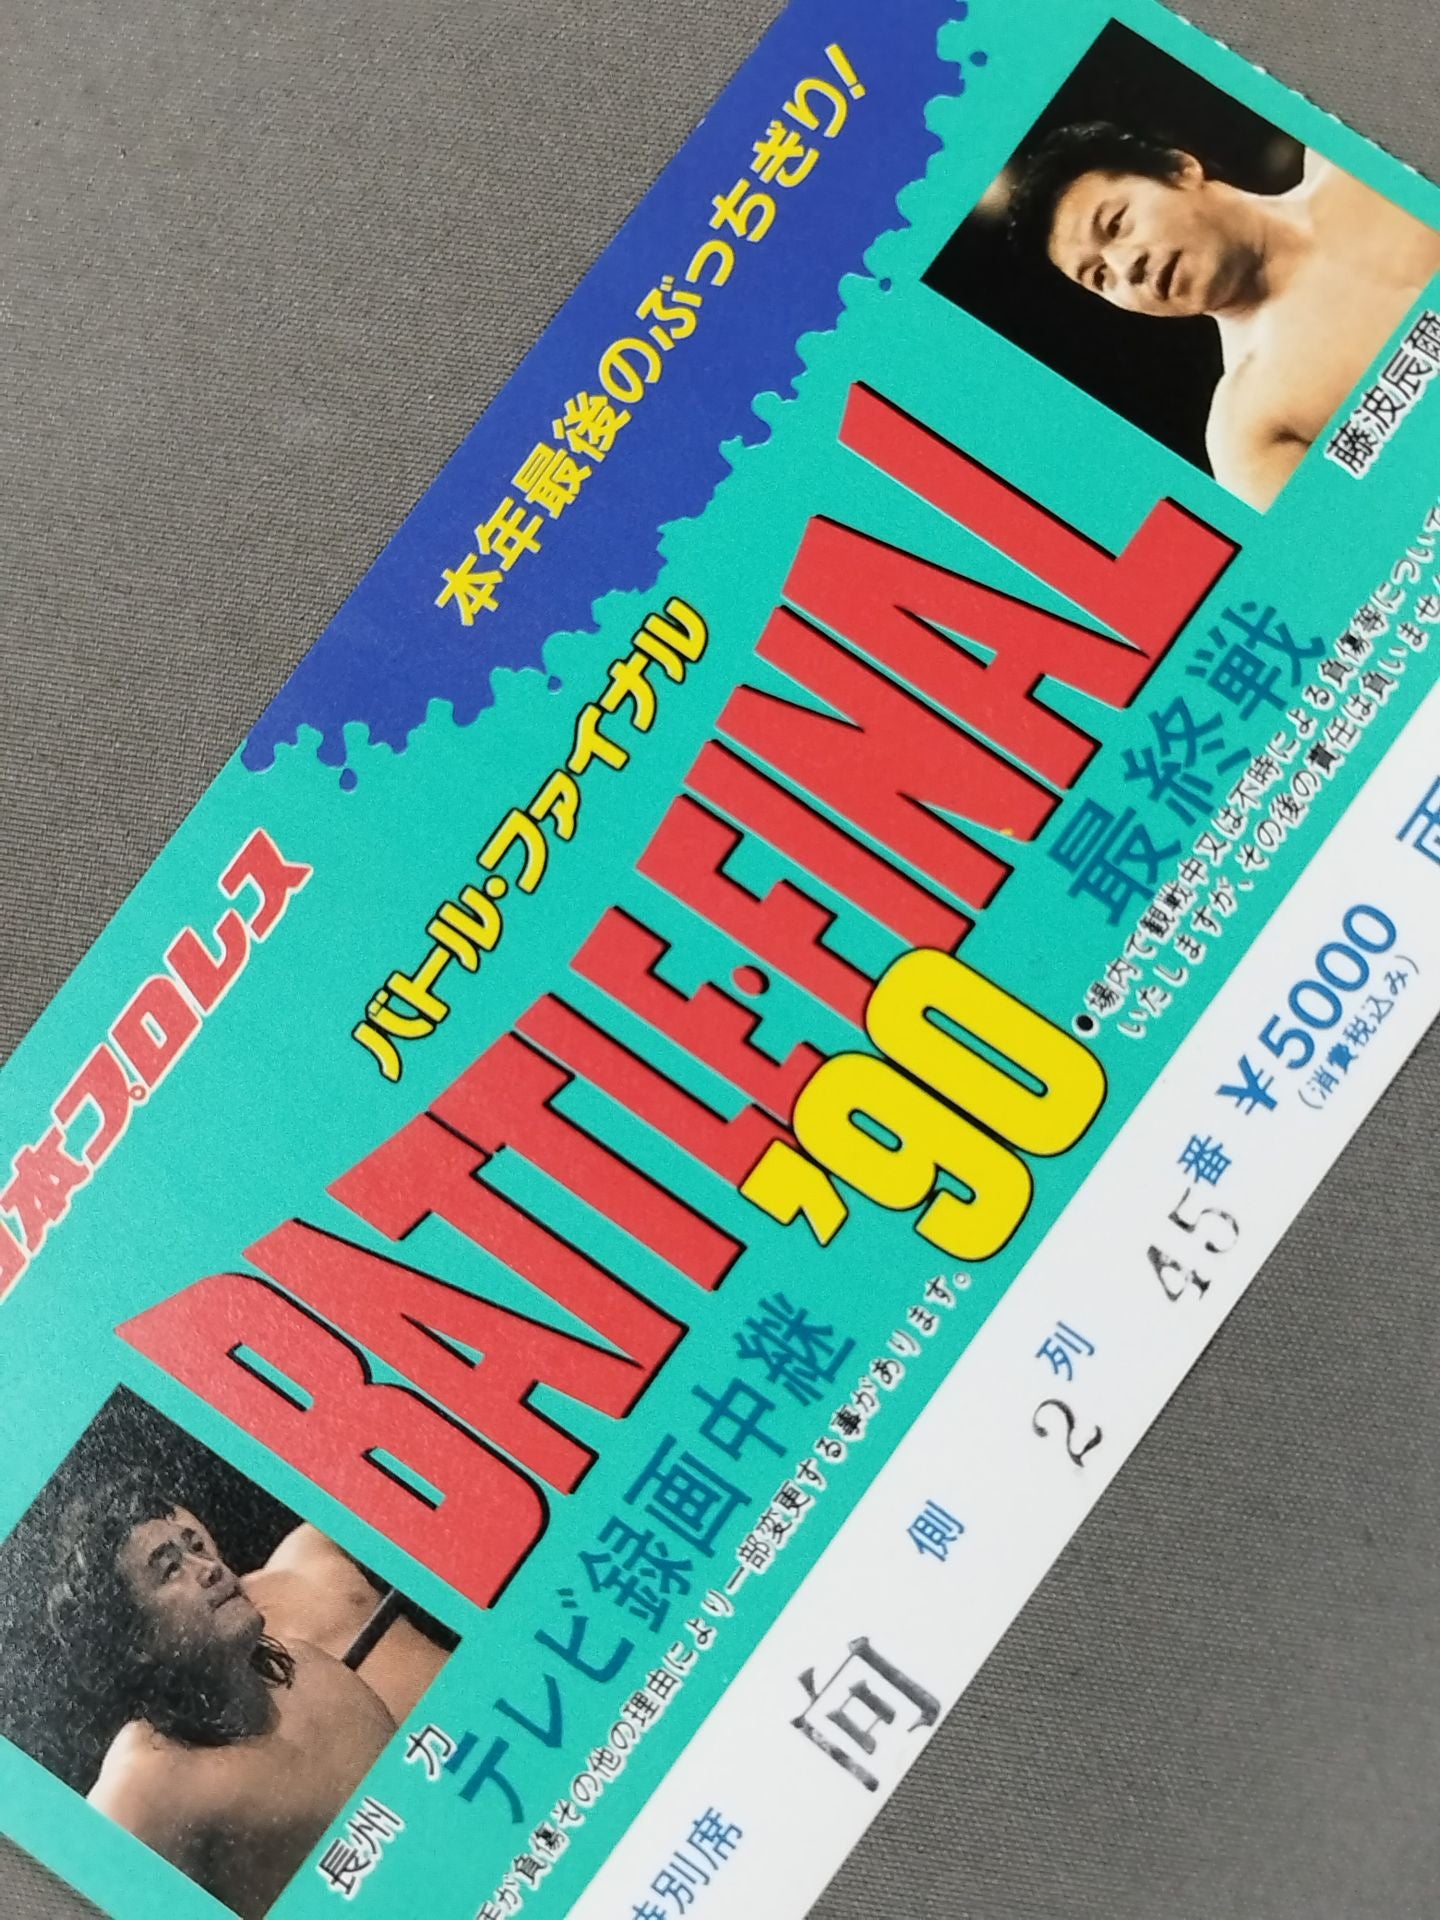 本年最後のぶっちぎり!
本プロレス
バトル・ファイナル
BATTLE・FINAL
'90
藤波辰爾
長州 力
テレビ録画中継
最終戦
が負傷その他の理由により一部変更する事があります。
●場内で観戦中又は不時による負傷等について
いたしますが、その後の責任は負いませ
別席
向 側 2 列 45 番 ¥5000
(消費税込み)